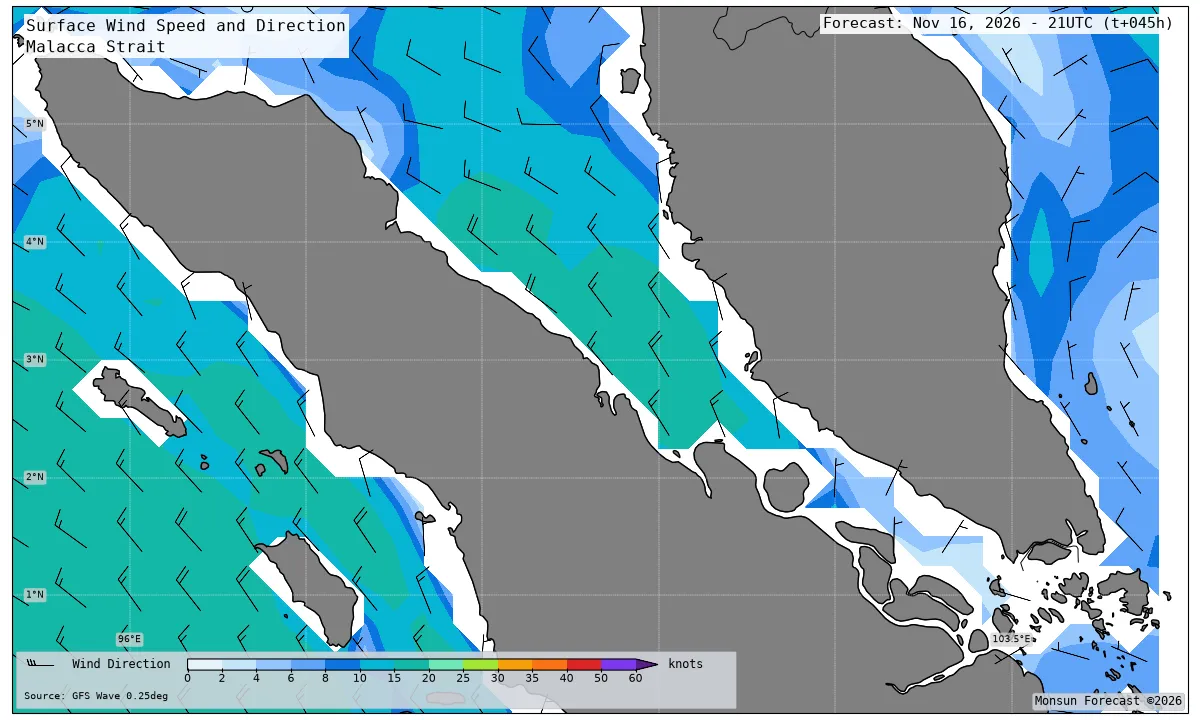 Surface Wind Speed and Direction
Malacca Strait
Forecast: Nov 16, 2026 - 21UTC (t+045h)
5°N
4°N
3°N
2°N
1°N
96°E
103.5°E
Wind Direction
0 2 4 6 8 10 15 20 25 30 35 40 50 60
knots
Source: GFS Wave 0.25deg
Monsun Forecast ©2026